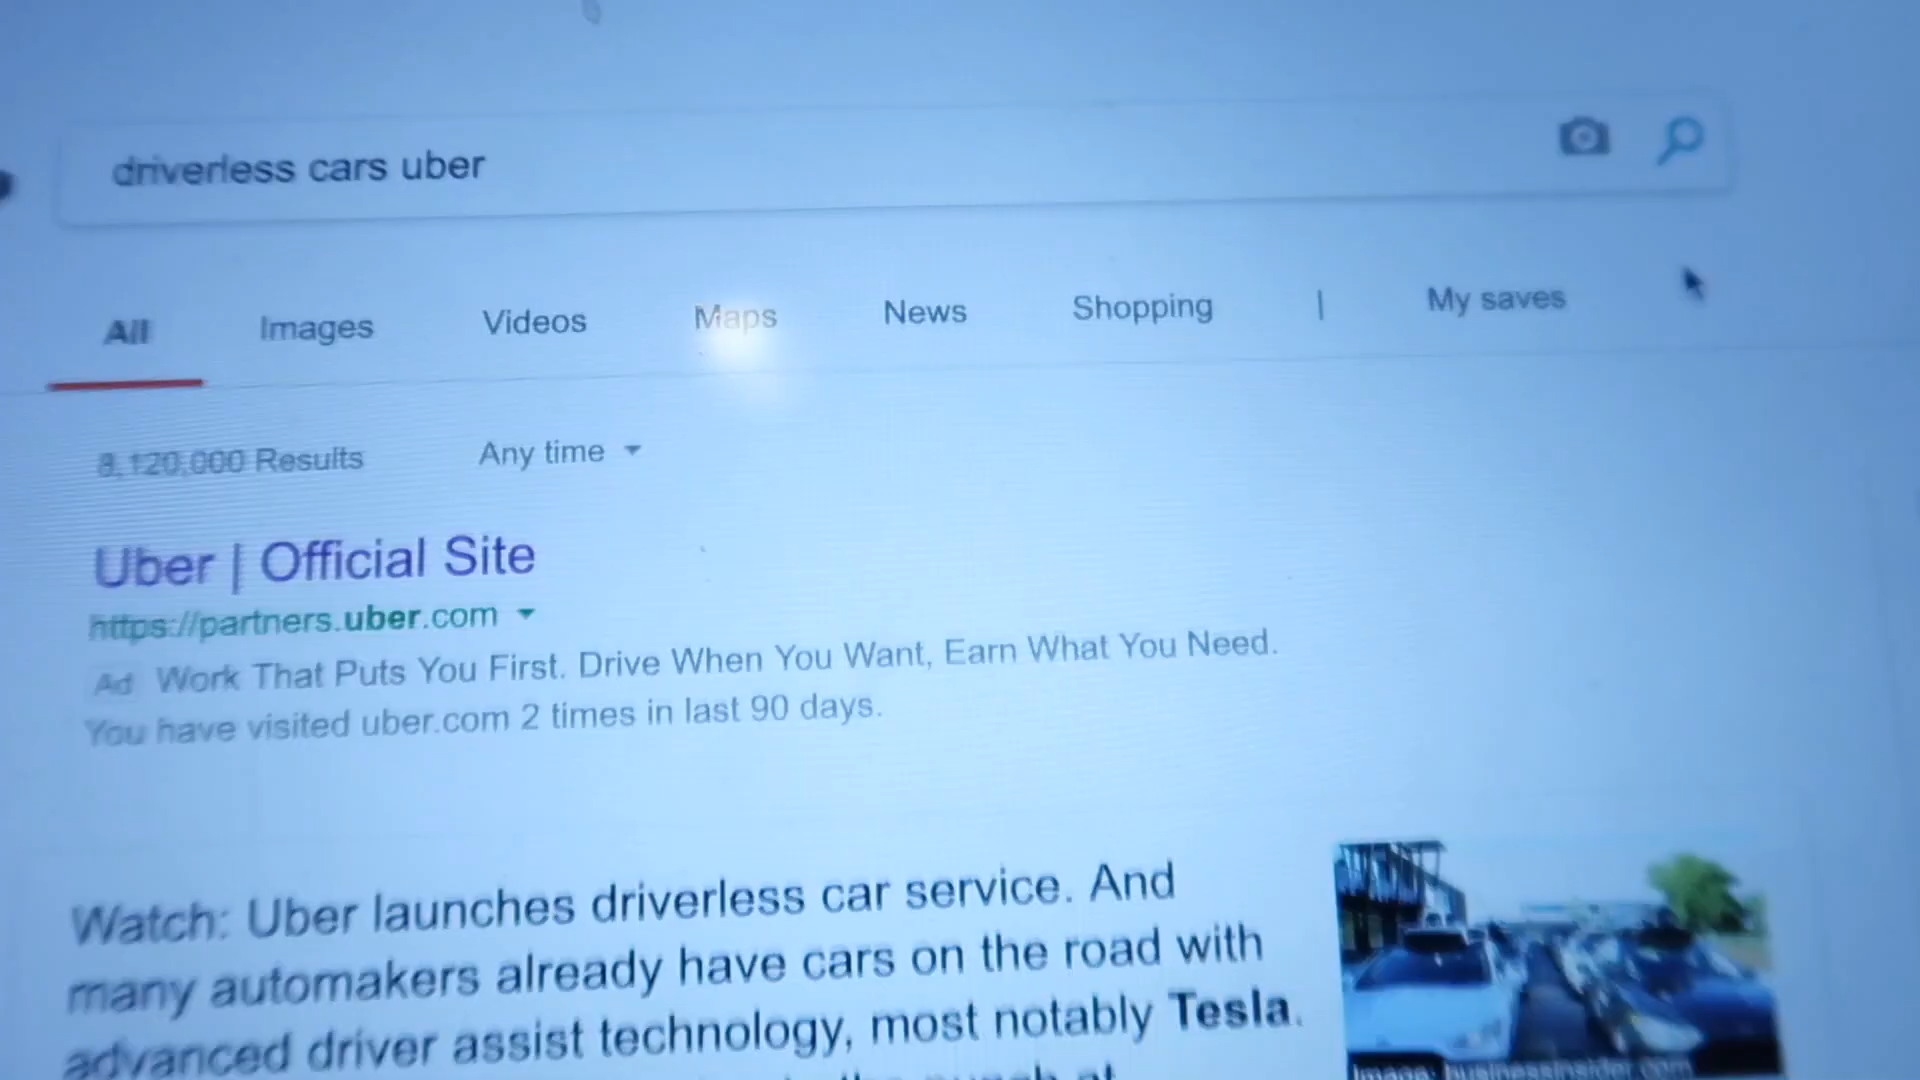 driverless cars uber
All Images Videos Maps News Shopping | My saves
8,120,000 Results Any time
Uber | Official Site
https://partners.uber.com
Ad Work That Puts You First. Drive When You Want, Earn What You Need.
You have visited uber.com 2 times in last 90 days.
Watch: Uber launches driverless car service. And
many automakers already have cars on the road with
advanced driver assist technology, most notably Tesla.
Image: businessinsider.com